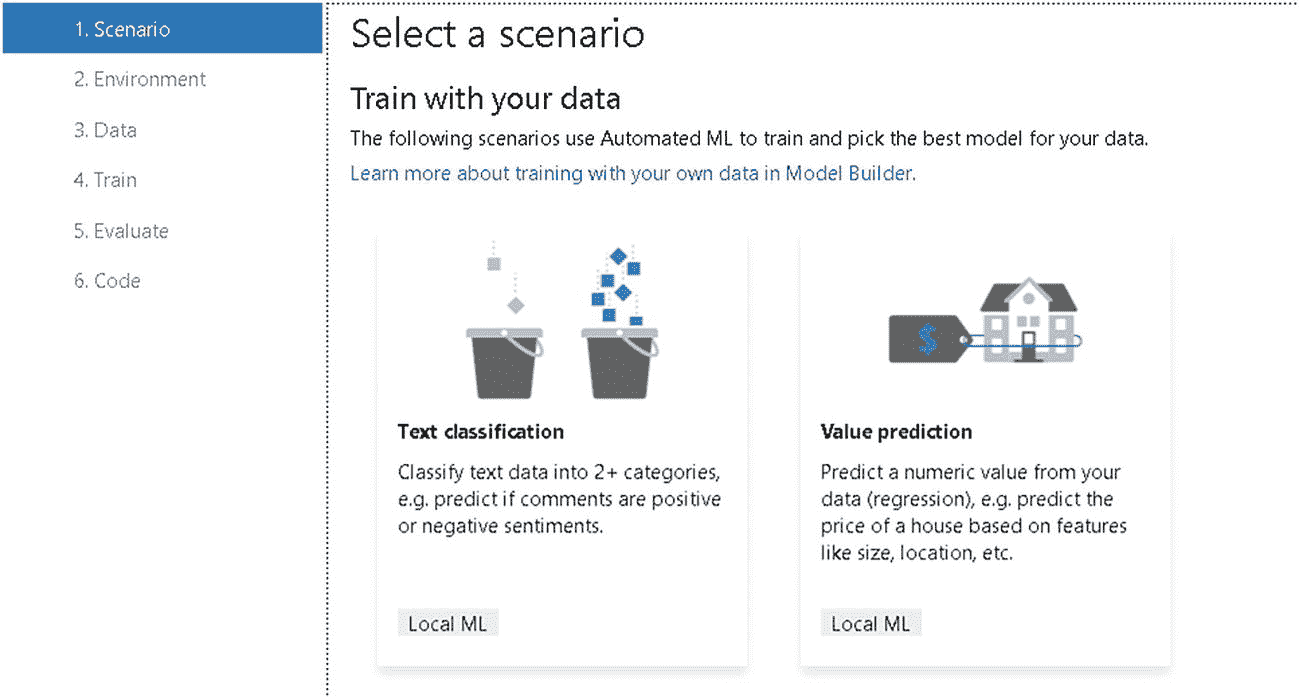 1. Scenario
2. Environment
3. Data
4. Train
5. Evaluate
6. Code
Select a scenario
Train with your data
The following scenarios use Automated ML to train and pick the best model for your data.
Learn more about training with your own data in Model Builder.
Text classification
Classify text data into 2+ categories,
e.g. predict if comments are positive
or negative sentiments.
Local ML
$
Value prediction
Predict a numeric value from your
data (regression), e.g. predict the
price of a house based on features
like size, location, etc.
Local ML